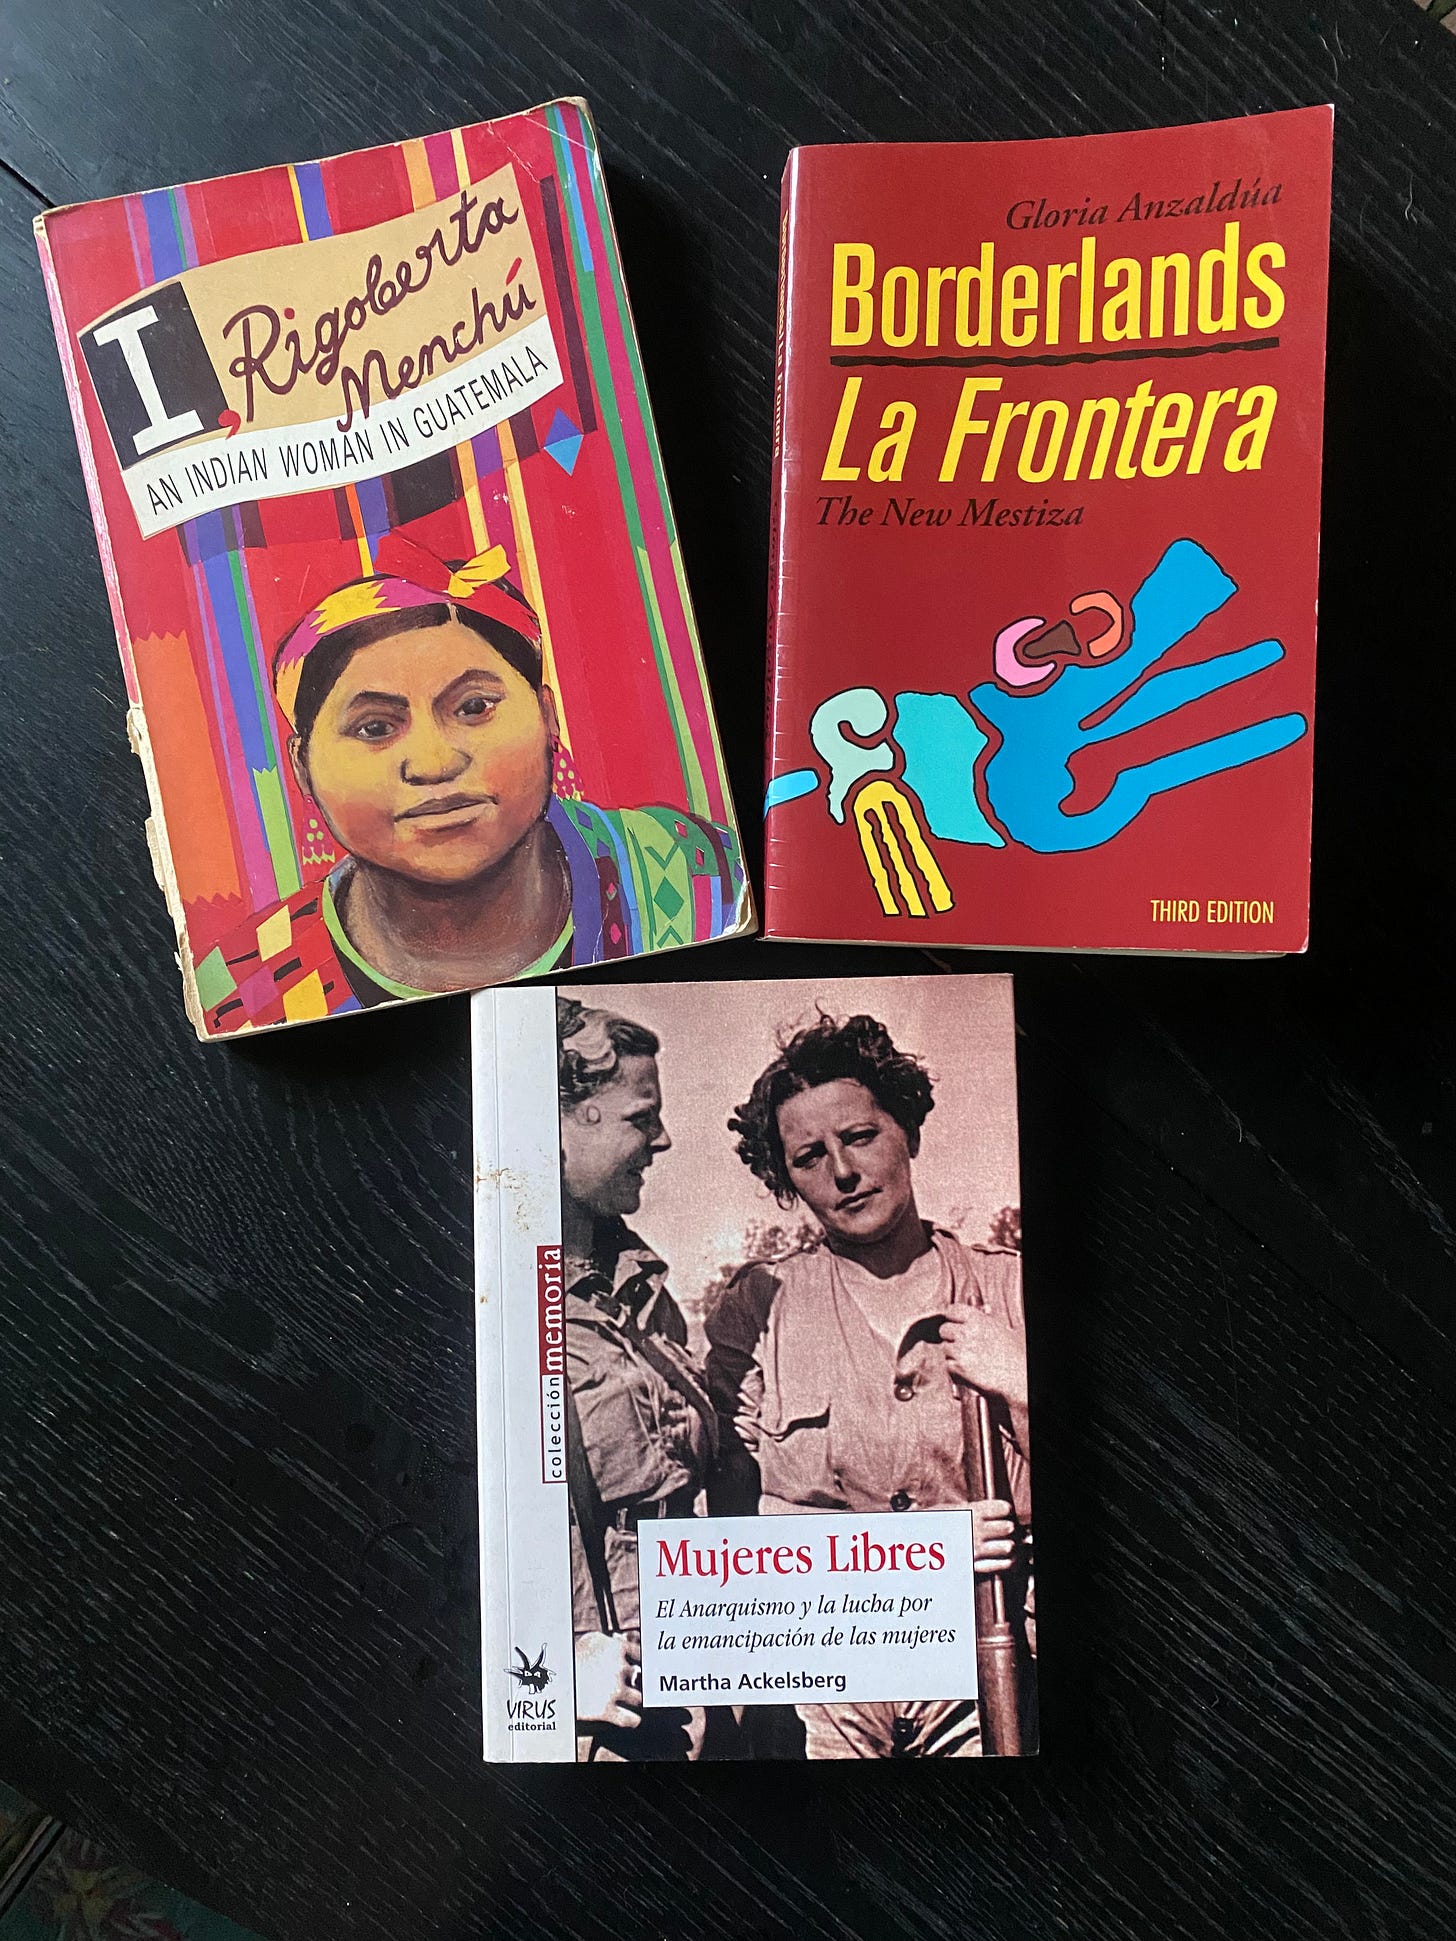 I, Rigoberta
Menchú
AN INDIAN WOMAN IN GUATEMALA
Gloria Anzaldúa
Borderlands
La Frontera
The New Mestiza
THIRD EDITION
colección memoria
Mujeres Libres
El Anarquismo y la lucha por
la emancipación de las mujeres
Martha Ackelsberg
VIRUS
editorial